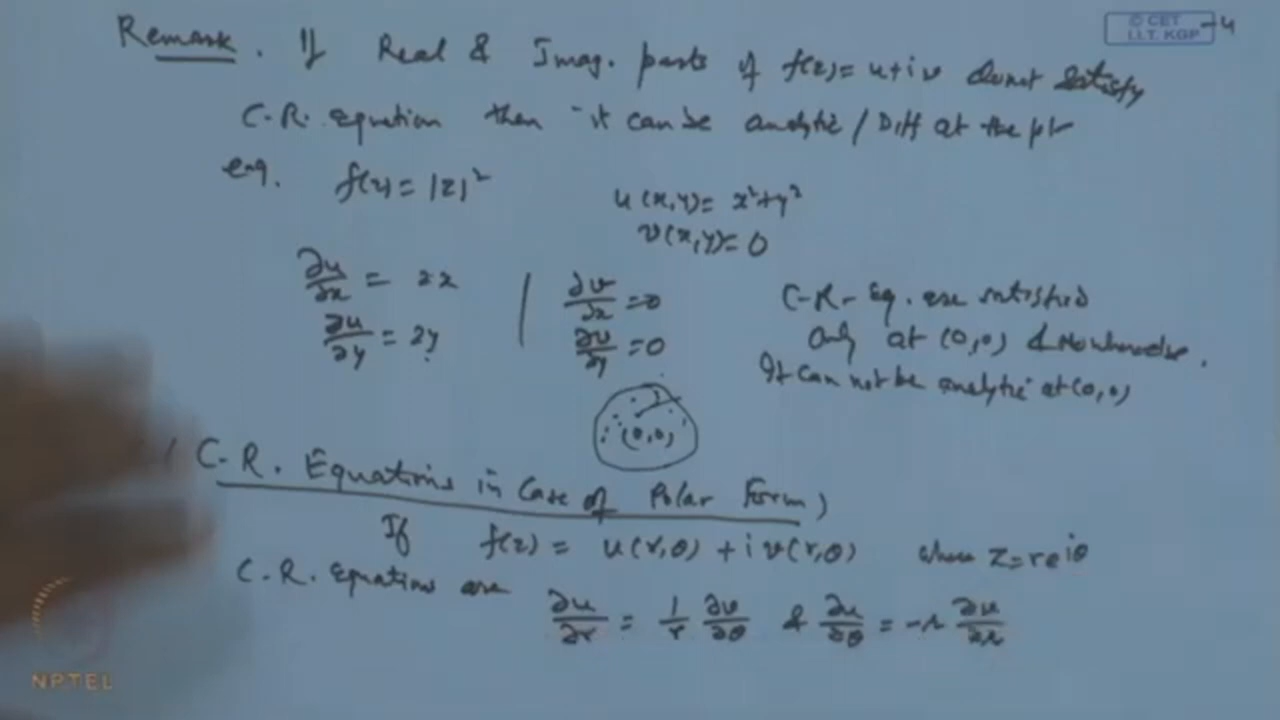 © CET
I.I.T. KGP
-4
Remark. If Real & Imag. parts of f(z) = u+iv donot satisfy
C.R. equation then it can be analytic / Diff at the pt
eg. f(z) = |z|²
u(x,y) = x²+y²
v(x,y) = 0
∂u/∂x = 2x | ∂v/∂x = 0
∂u/∂y = 2y | ∂v/∂y = 0
C-R-Eq. are satisfied
only at (0,0) & Nowhere else.
It can not be analytic at (0,0)
(0,0)
(C.R. Equations in Case of Polar Form)
If f(z) = u(r,θ) + i v(r,θ) where z = re^{iθ}
C.R. Equations are ∂u/∂r = 1/r ∂v/∂θ & ∂u/∂θ = -r ∂v/∂r
NPTEL